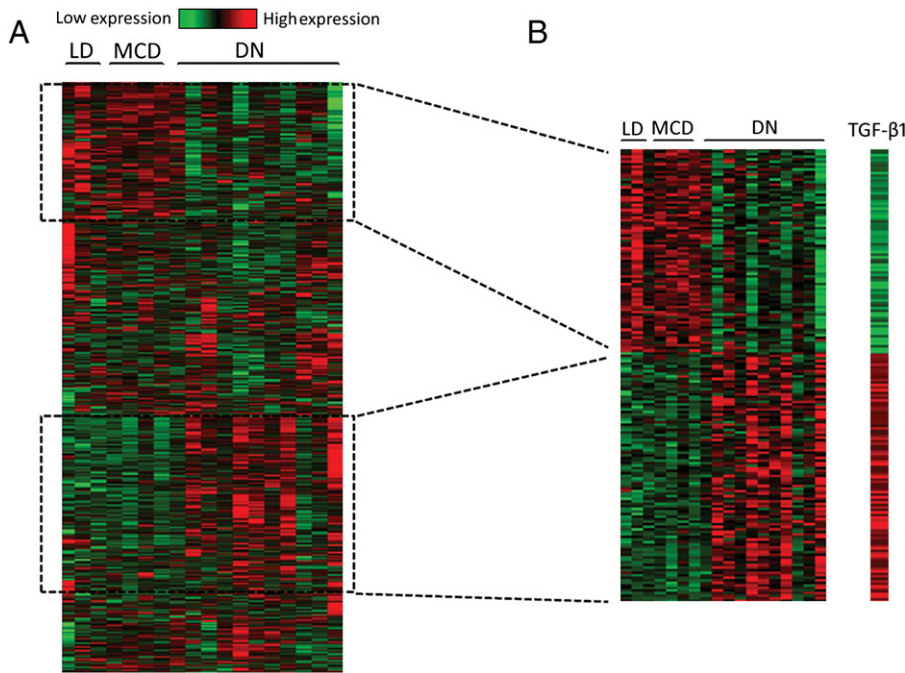 Low expression High expression
A
B
LD MCD DN
LD MCD DN
TGF-β1